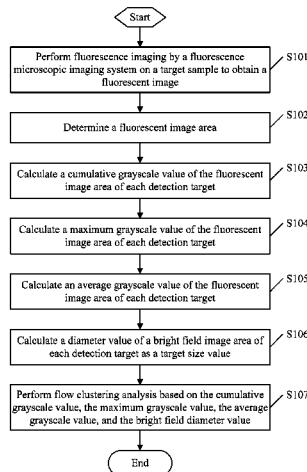 Start
Perform fluorescence imaging by a fluorescence
microscopic imaging system on a target sample to obtain a
fluorescent image
S101
Determine a fluorescent image area
S102
Calculate a cumulative grayscale value of the fluorescent
image area of each detection target
S103
Calculate a maximum grayscale value of the fluorescent
image area of each detection target
S104
Calculate an average grayscale value of the fluorescent
image area of each detection target
S105
Calculate a diameter value of a bright field image area of
each detection target as a target size value
S106
Perform flow clustering analysis based on the cumulative
grayscale value, the maximum grayscale value, the average
grayscale value, and the bright field diameter value
S107
End